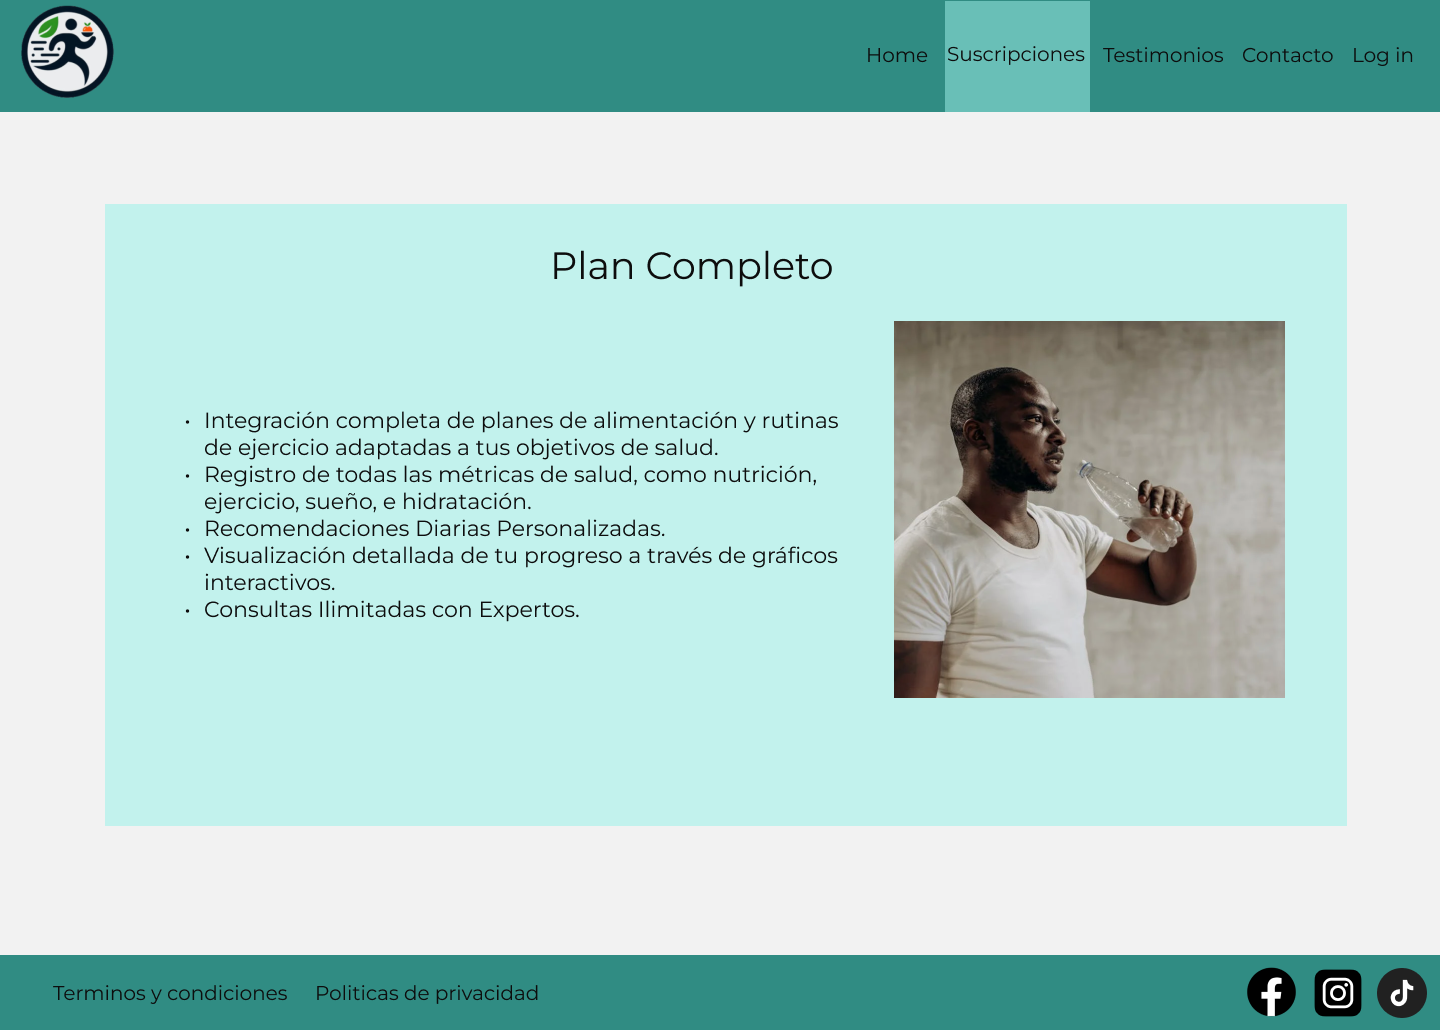 Home Suscripciones Testimonios Contacto Log in
Plan Completo
• Integración completa de planes de alimentación y rutinas
de ejercicio adaptadas a tus objetivos de salud.
• Registro de todas las métricas de salud, como nutrición,
ejercicio, sueño, e hidratación.
• Recomendaciones Diarias Personalizadas.
• Visualización detallada de tu progreso a través de gráficos
interactivos.
• Consultas Ilimitadas con Expertos.
Terminos y condiciones Politicas de privacidad